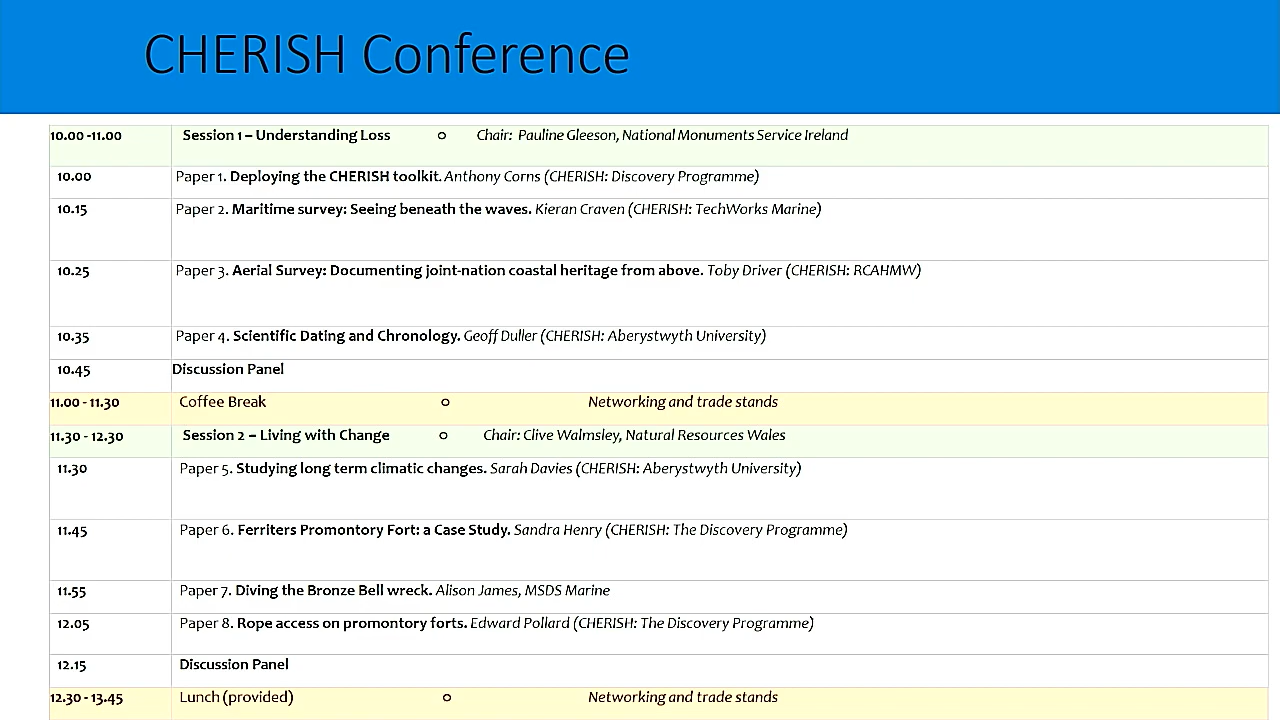 CHERISH Conference
10.00 -11.00 Session 1 – Understanding Loss o Chair: Pauline Gleeson, National Monuments Service Ireland
10.00 Paper 1. Deploying the CHERISH toolkit. Anthony Corns (CHERISH: Discovery Programme)
10.15 Paper 2. Maritime survey: Seeing beneath the waves. Kieran Craven (CHERISH: TechWorks Marine)
10.25 Paper 3. Aerial Survey: Documenting joint-nation coastal heritage from above. Toby Driver (CHERISH: RCAHMW)
10.35 Paper 4. Scientific Dating and Chronology. Geoff Duller (CHERISH: Aberystwyth University)
10.45 Discussion Panel
11.00 - 11.30 Coffee Break o Networking and trade stands
11.30 - 12.30 Session 2 – Living with Change o Chair: Clive Walmsley, Natural Resources Wales
11.30 Paper 5. Studying long term climatic changes. Sarah Davies (CHERISH: Aberystwyth University)
11.45 Paper 6. Ferriters Promontory Fort: a Case Study. Sandra Henry (CHERISH: The Discovery Programme)
11.55 Paper 7. Diving the Bronze Bell wreck. Alison James, MSDS Marine
12.05 Paper 8. Rope access on promontory forts. Edward Pollard (CHERISH: The Discovery Programme)
12.15 Discussion Panel
12.30 - 13.45 Lunch (provided) o Networking and trade stands